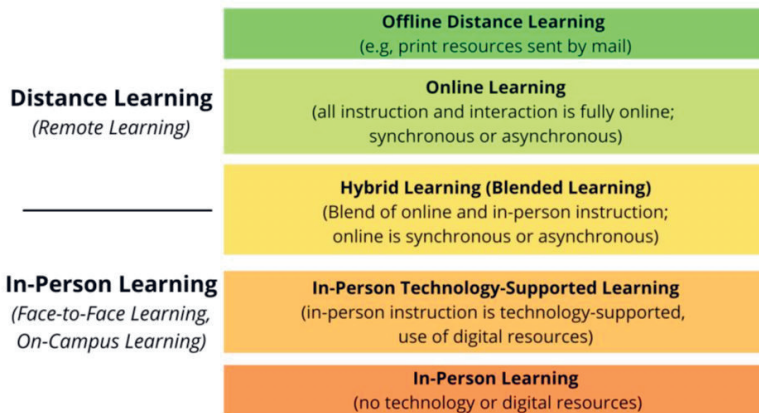 Offline Distance Learning
(e.g, print resources sent by mail)
Distance Learning
(Remote Learning)
Online Learning
(all instruction and interaction is fully online;
synchronous or asynchronous)
Hybrid Learning (Blended Learning)
(Blend of online and in-person instruction;
online is synchronous or asynchronous)
In-Person Learning
(Face-to-Face Learning,
On-Campus Learning)
In-Person Technology-Supported Learning
(in-person instruction is technology-supported,
use of digital resources)
In-Person Learning
(no technology or digital resources)